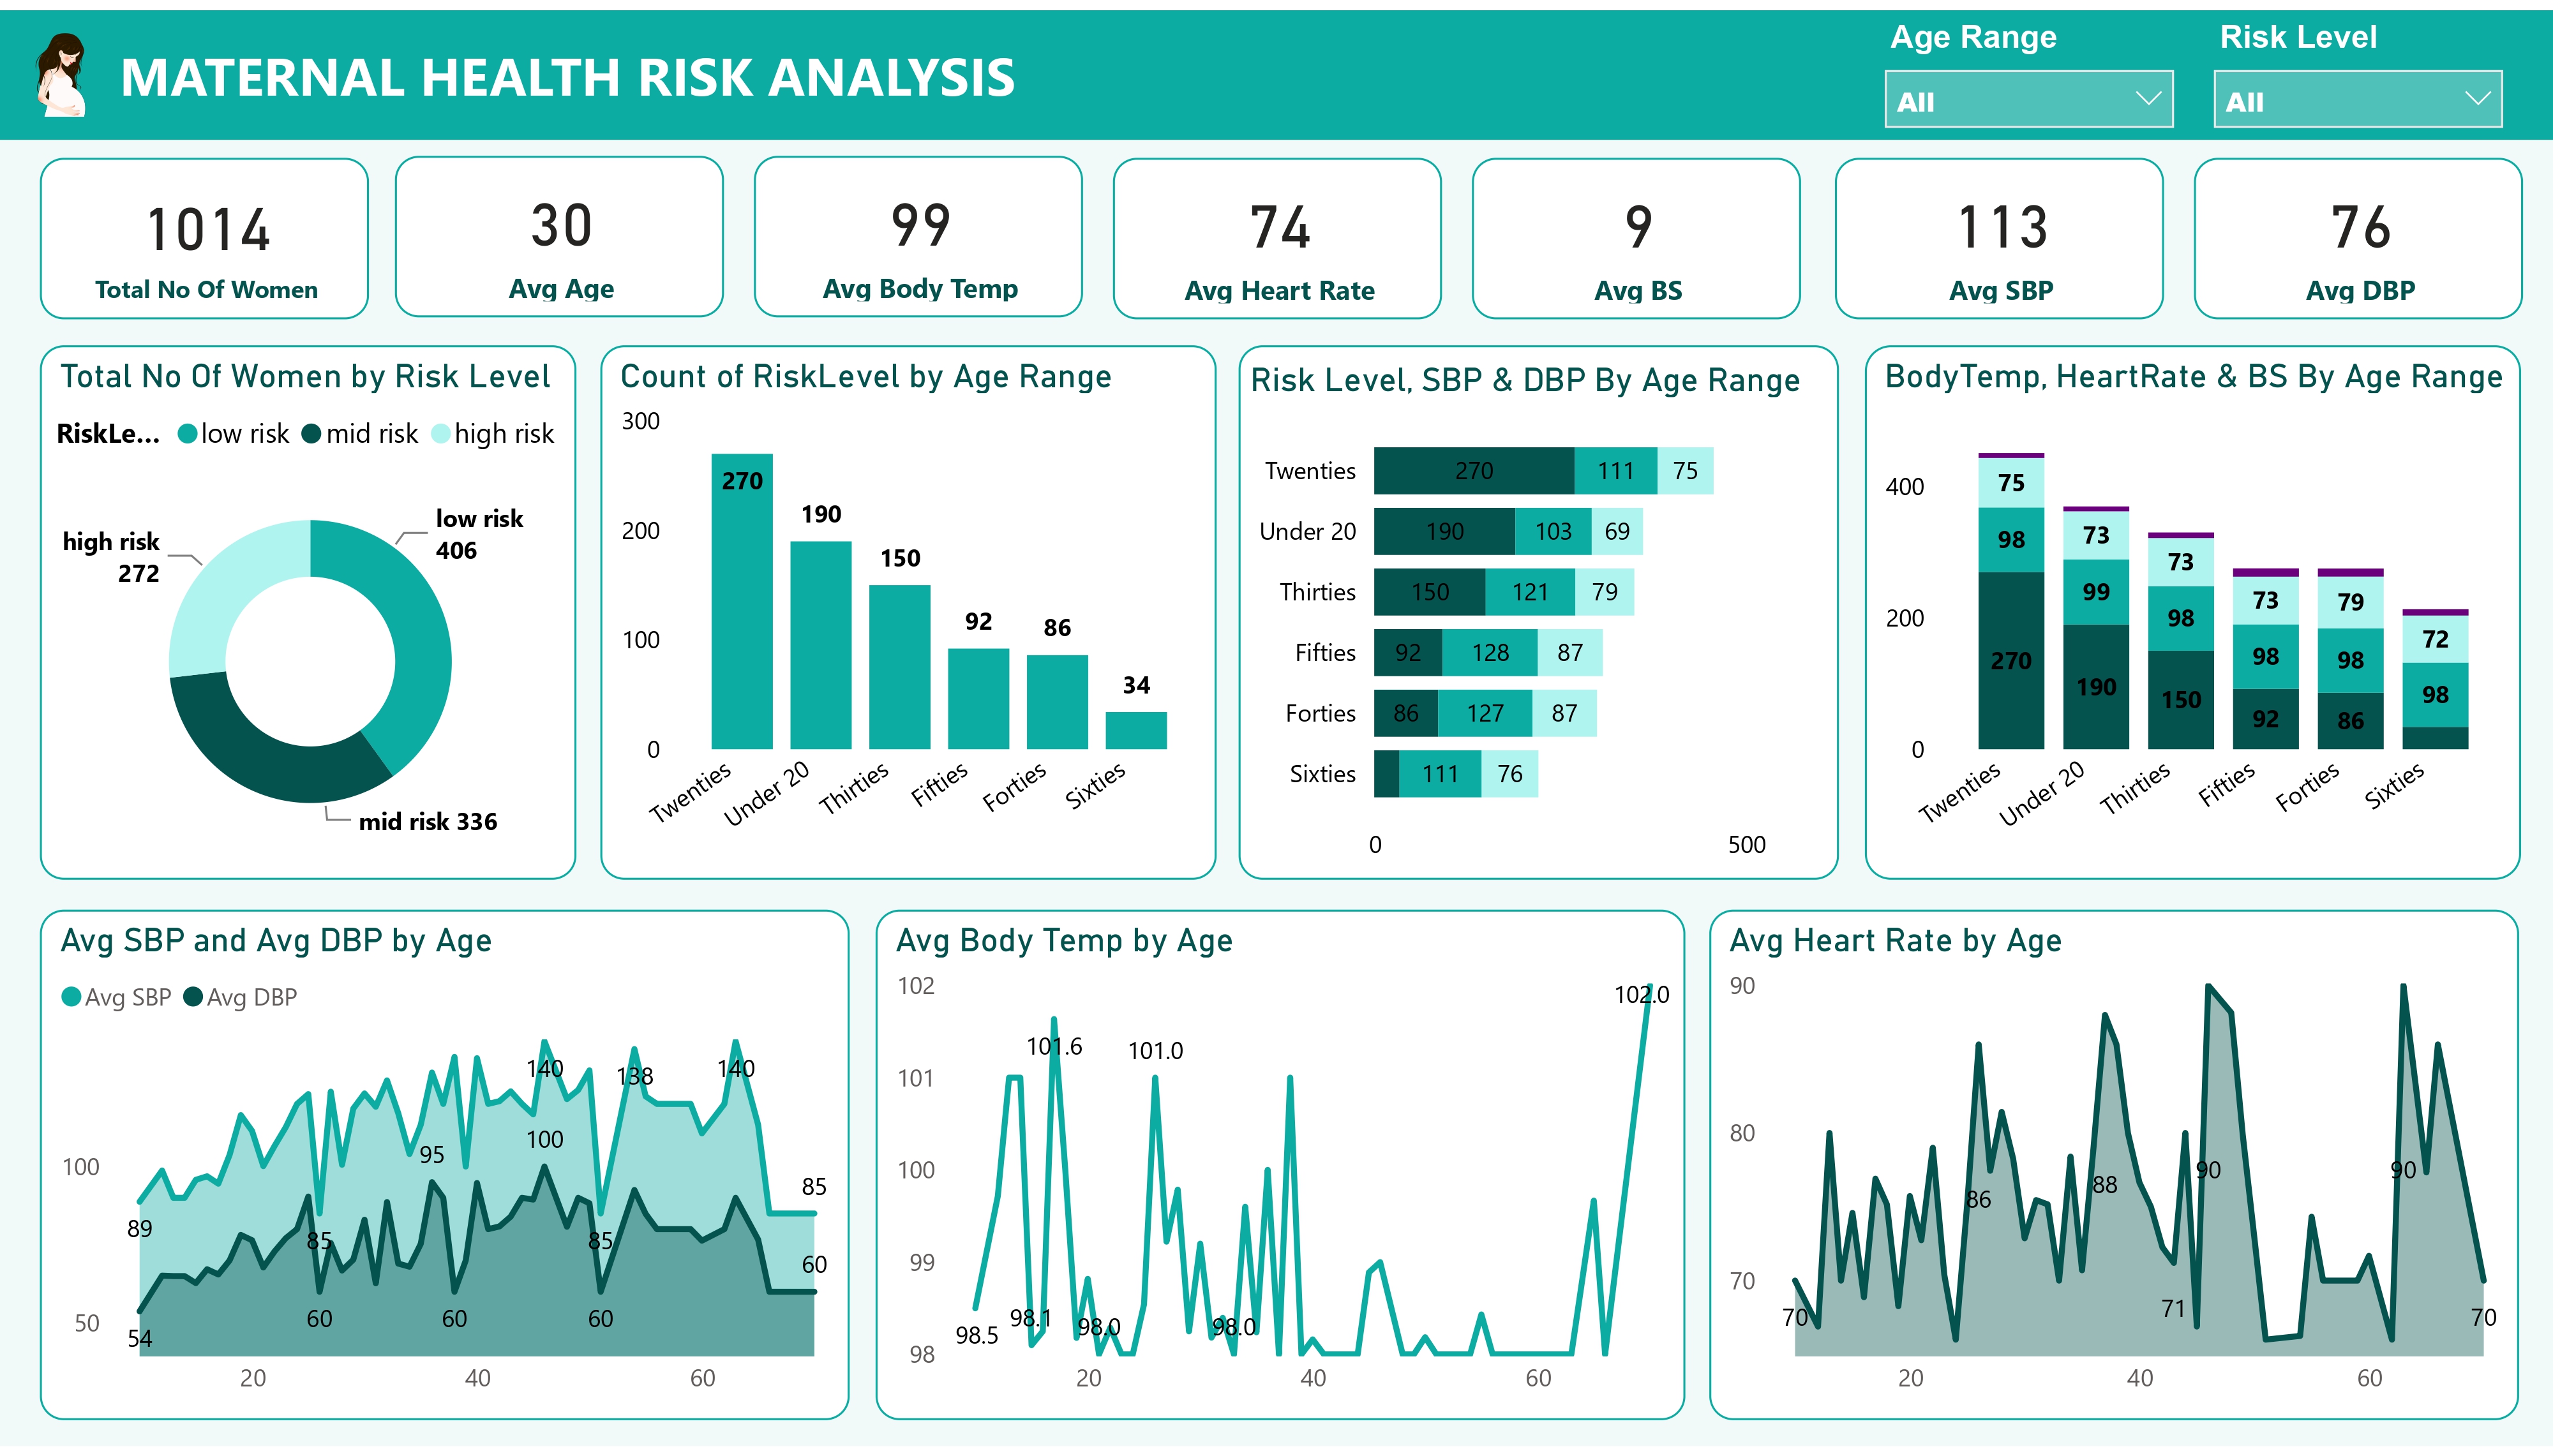 MATERNAL HEALTH RISK ANALYSIS
Age Range
All
Risk Level
All
1014
Total No Of Women
30
Avg Age
99
Avg Body Temp
74
Avg Heart Rate
9
Avg BS
113
Avg SBP
76
Avg DBP
Total No Of Women by Risk Level
RiskLe... low risk mid risk high risk
low risk
406
high risk
272
mid risk 336
Count of RiskLevel by Age Range
300
200
100
0
270
190
150
92
86
34
Twenties
Under 20
Thirties
Fifties
Forties
Sixties
Risk Level, SBP & DBP By Age Range
Twenties 270 111 75
Under 20 190 103 69
Thirties 150 121 79
Fifties 92 128 87
Forties 86 127 87
Sixties 111 76
0 500
BodyTemp, HeartRate & BS By Age Range
400
200
0
75
98
270
73
99
190
73
98
150
73
98
92
79
98
86
72
98
Twenties
Under 20
Thirties
Fifties
Forties
Sixties
Avg SBP and Avg DBP by Age
Avg SBP Avg DBP
100
50
89
54
85
60
95
60
140
100
138
85
60
140
85
60
20 40 60
Avg Body Temp by Age
102
101
100
99
98
98.5
98.1
101.6
98.0
101.0
98.0
102.0
20 40 60
Avg Heart Rate by Age
90
80
70
70
86
88
71
90
90
70
20 40 60